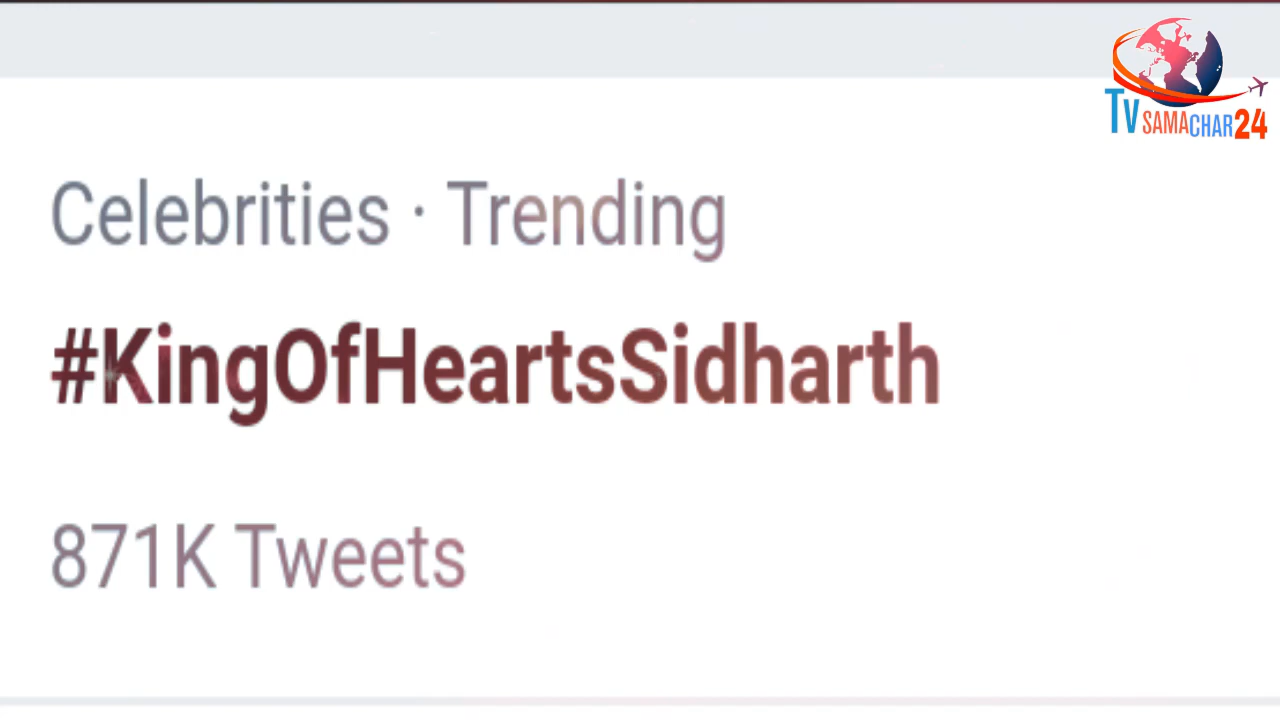 TV SAMACHAR24
Celebrities · Trending
#KingOfHeartsSidharth
871K Tweets